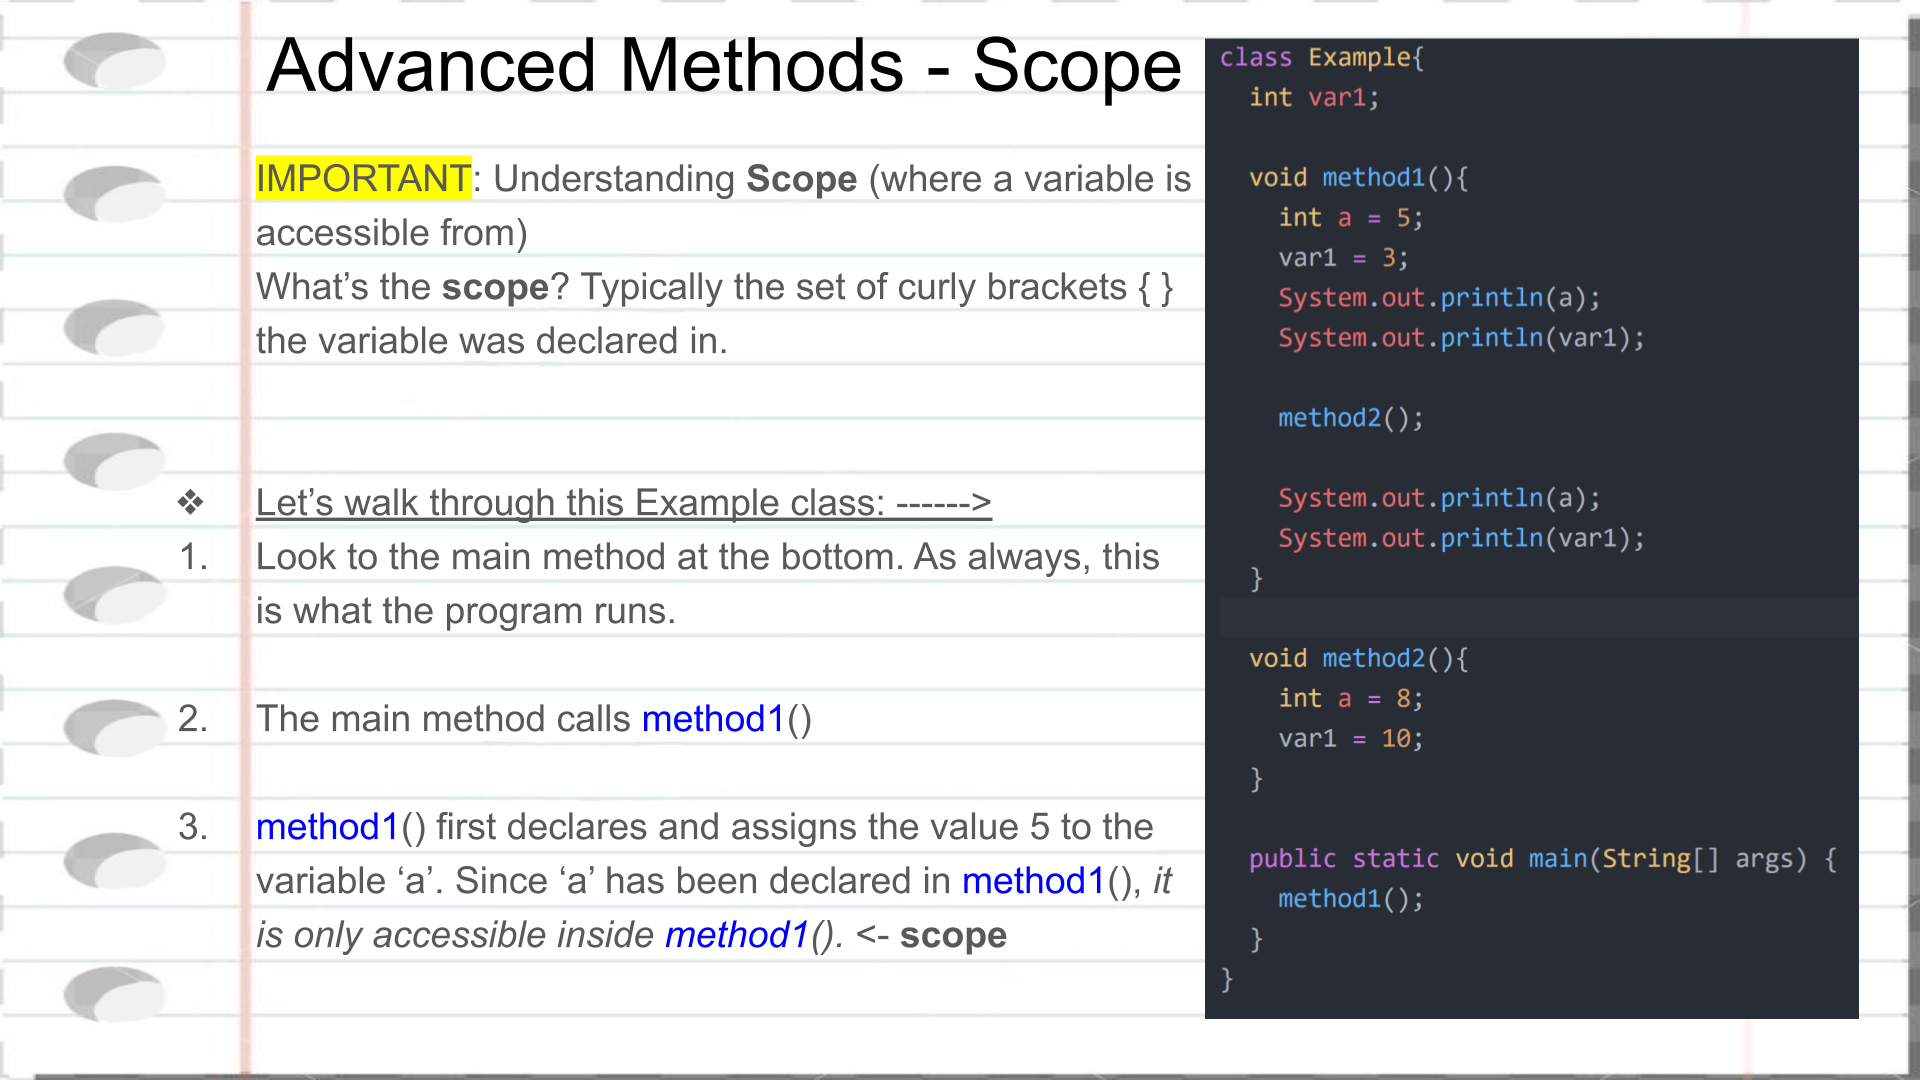 Advanced Methods - Scope
IMPORTANT: Understanding Scope (where a variable is
accessible from)
What’s the scope? Typically the set of curly brackets { }
the variable was declared in.
❖ Let’s walk through this Example class: ------>
1. Look to the main method at the bottom. As always, this
is what the program runs.
2. The main method calls method1()
3. method1() first declares and assigns the value 5 to the
variable ‘a’. Since ‘a’ has been declared in method1(), it
is only accessible inside method1(). <- scope
class Example{
int var1;
void method1(){
int a = 5;
var1 = 3;
System.out.println(a);
System.out.println(var1);
method2();
System.out.println(a);
System.out.println(var1);
}
void method2(){
int a = 8;
var1 = 10;
}
public static void main(String[] args) {
method1();
}
}